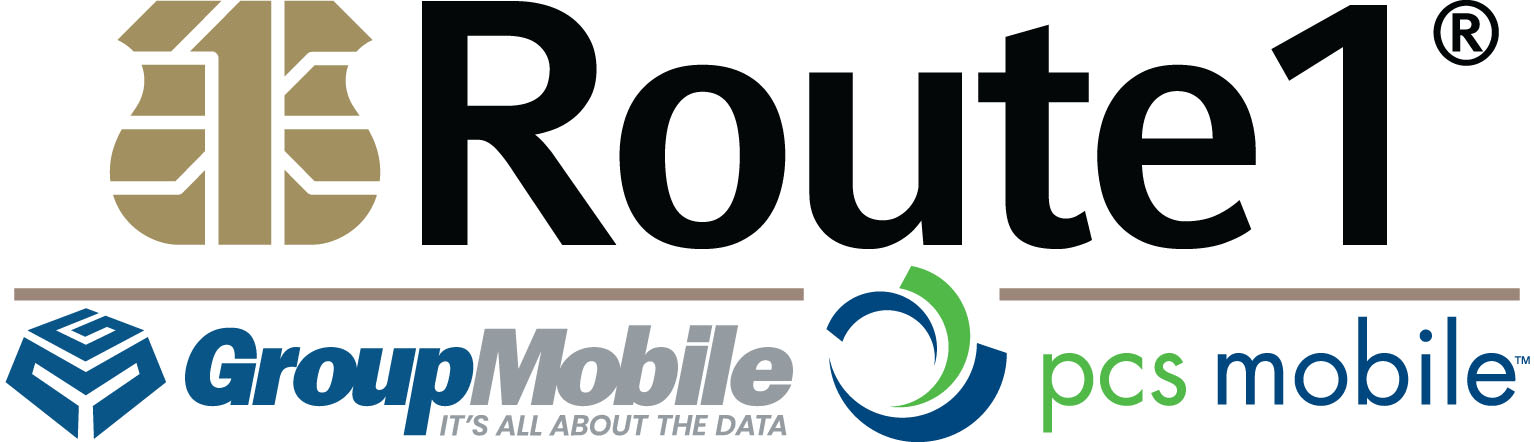 Route1®
GroupMobile
IT'S ALL ABOUT THE DATA
pcs mobile™